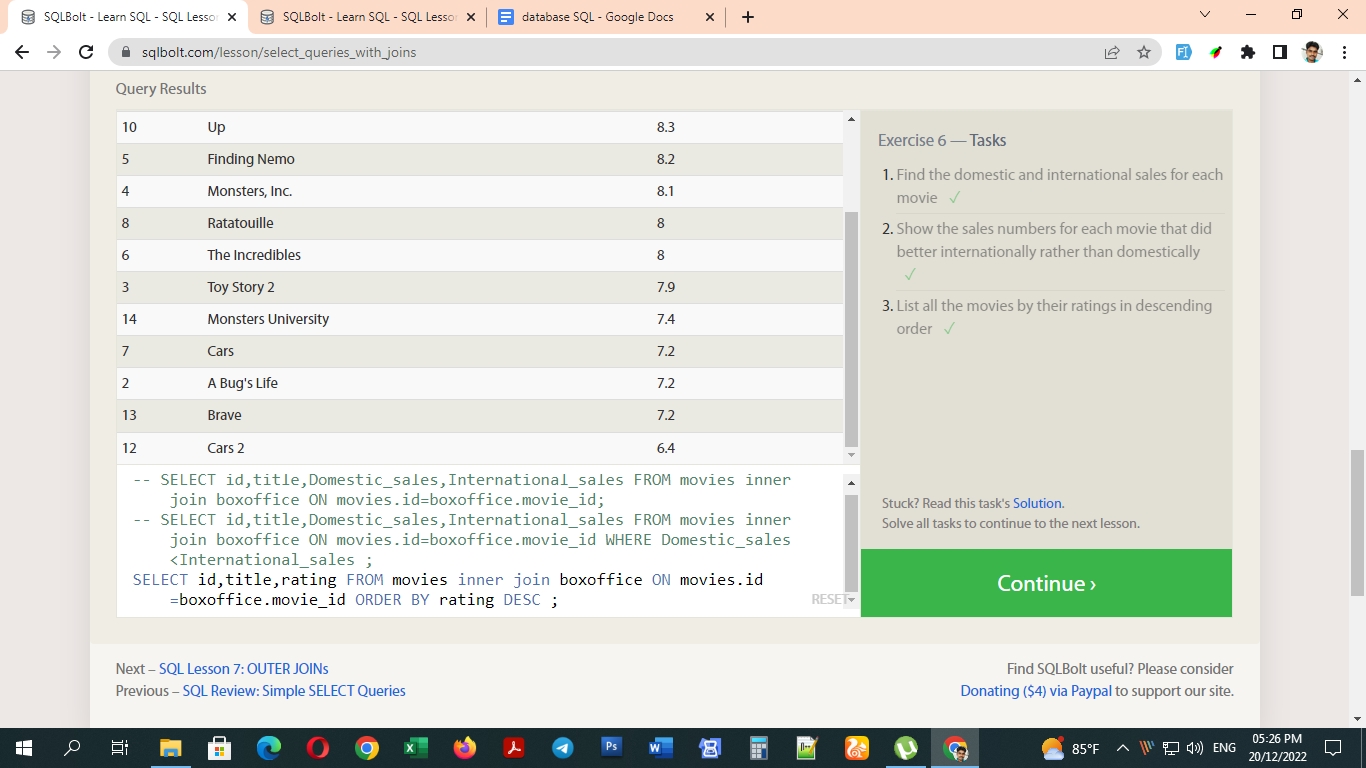 SQLBolt - Learn SQL - SQL Lesson
SQLBolt - Learn SQL - SQL Lesson
database SQL - Google Docs
sqlbolt.com/lesson/select_queries_with_joins
Query Results
10 Up 8.3
5 Finding Nemo 8.2
4 Monsters, Inc. 8.1
8 Ratatouille 8
6 The Incredibles 8
3 Toy Story 2 7.9
14 Monsters University 7.4
7 Cars 7.2
2 A Bug's Life 7.2
13 Brave 7.2
12 Cars 2 6.4
-- SELECT id,title,Domestic_sales,International_sales FROM movies inner
join boxoffice ON movies.id=boxoffice.movie_id;
-- SELECT id,title,Domestic_sales,International_sales FROM movies inner
join boxoffice ON movies.id=boxoffice.movie_id WHERE Domestic_sales
<International_sales ;
SELECT id,title,rating FROM movies inner join boxoffice ON movies.id
=boxoffice.movie_id ORDER BY rating DESC ;
RESET
Exercise 6 — Tasks
1. Find the domestic and international sales for each
movie ✓
2. Show the sales numbers for each movie that did
better internationally rather than domestically
✓
3. List all the movies by their ratings in descending
order ✓
Stuck? Read this task's Solution.
Solve all tasks to continue to the next lesson.
Continue ›
Next – SQL Lesson 7: OUTER JOINs
Previous – SQL Review: Simple SELECT Queries
Find SQLBolt useful? Please consider
Donating ($4) via Paypal to support our site.
85°F
ENG
05:26 PM
20/12/2022